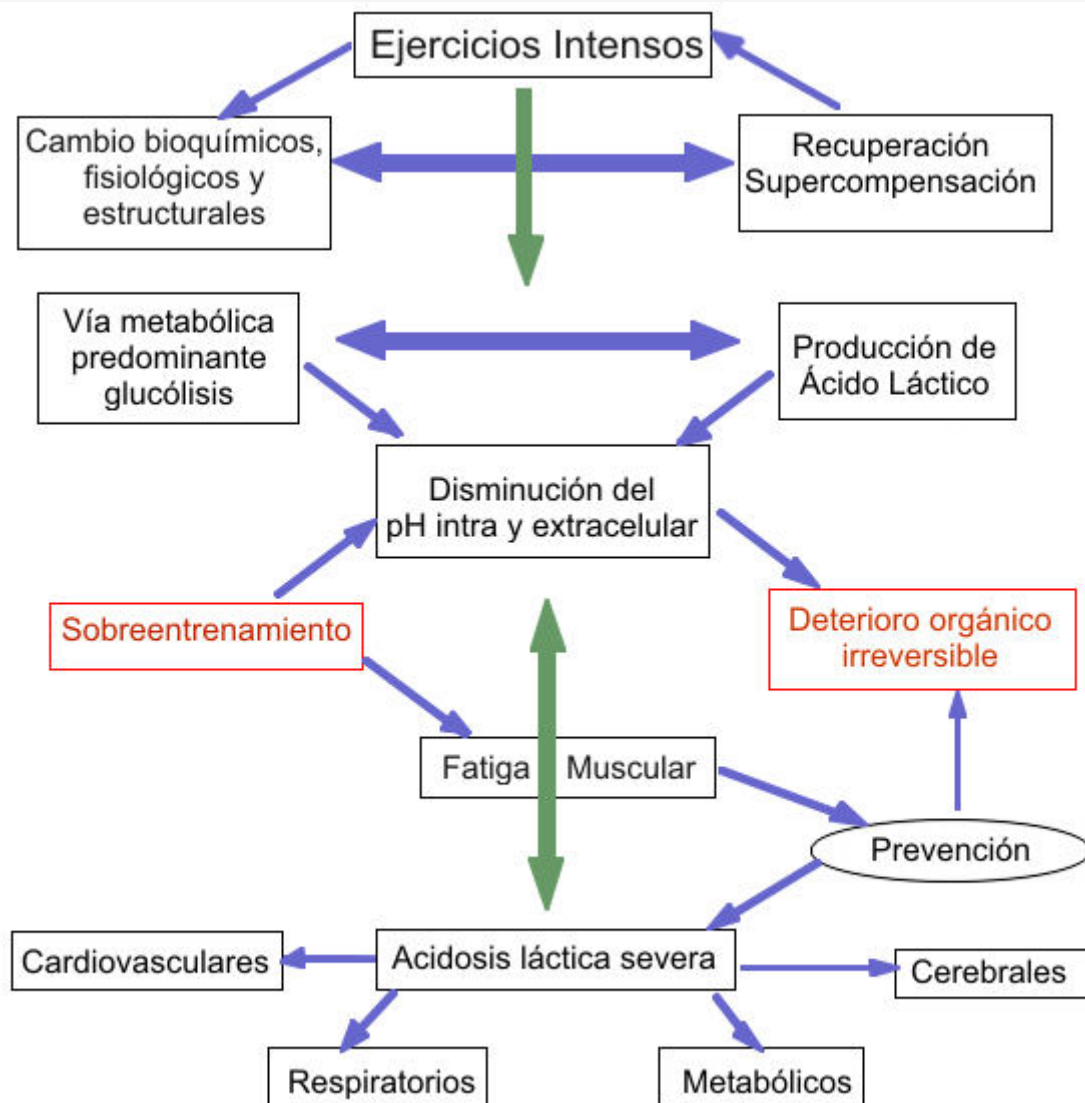 Ejercicios Intensos
Cambio bioquímicos,
fisiológicos y
estructurales
Recuperación
Supercompensación
Vía metabólica
predominante
glucólisis
Producción de
Ácido Láctico
Disminución del
pH intra y extracelular
Sobreentrenamiento
Deterioro orgánico
irreversible
Fatiga Muscular
Prevención
Cardiovasculares
Acidosis láctica severa
Cerebrales
Respiratorios
Metabólicos